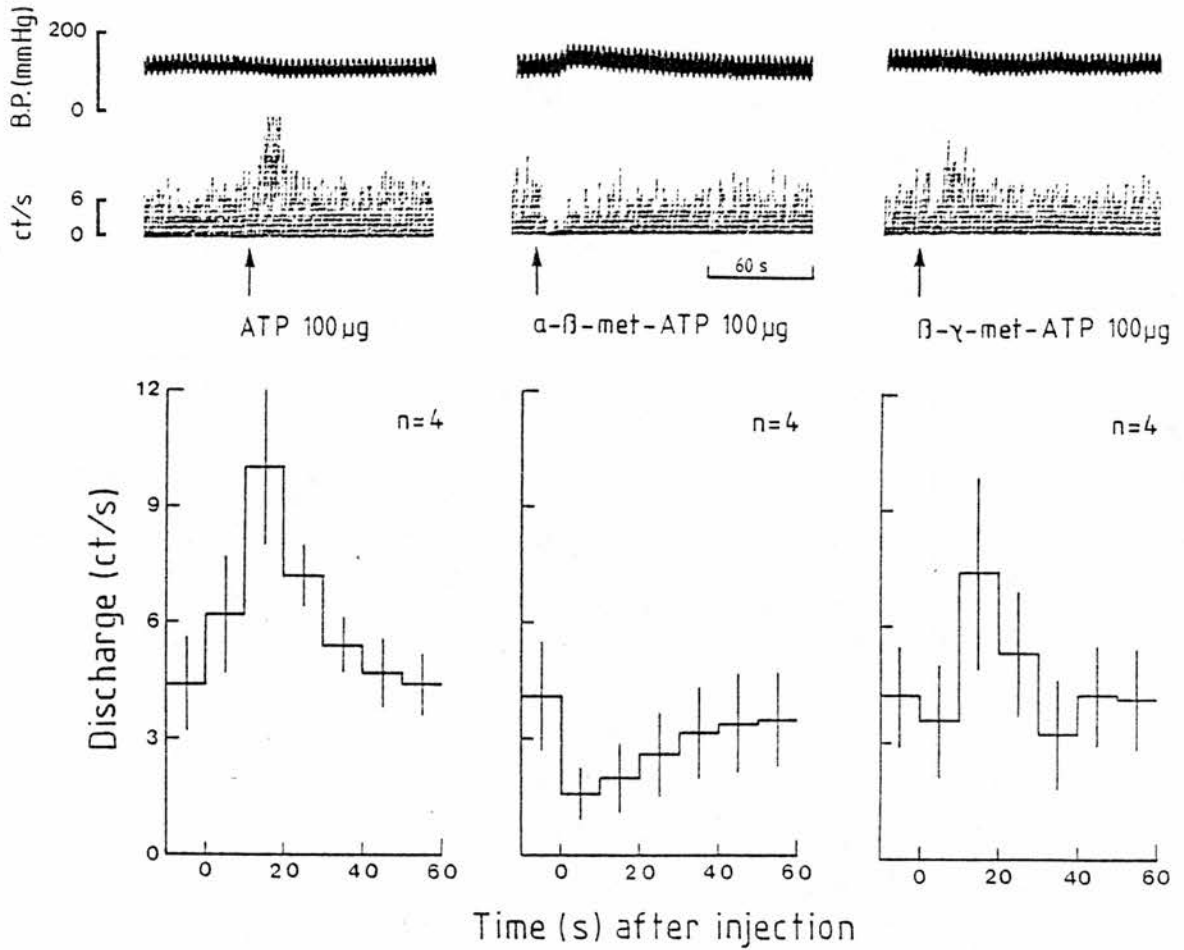 B.P.(mmHg)
200
0
ct/s
6
0
60 s
ATP 100µg
α-β-met-ATP 100µg
β-γ-met-ATP 100µg
Discharge (ct/s)
12
9
6
3
0
n=4
n=4
n=4
0 20 40 60
0 20 40 60
0 20 40 60
Time (s) after injection